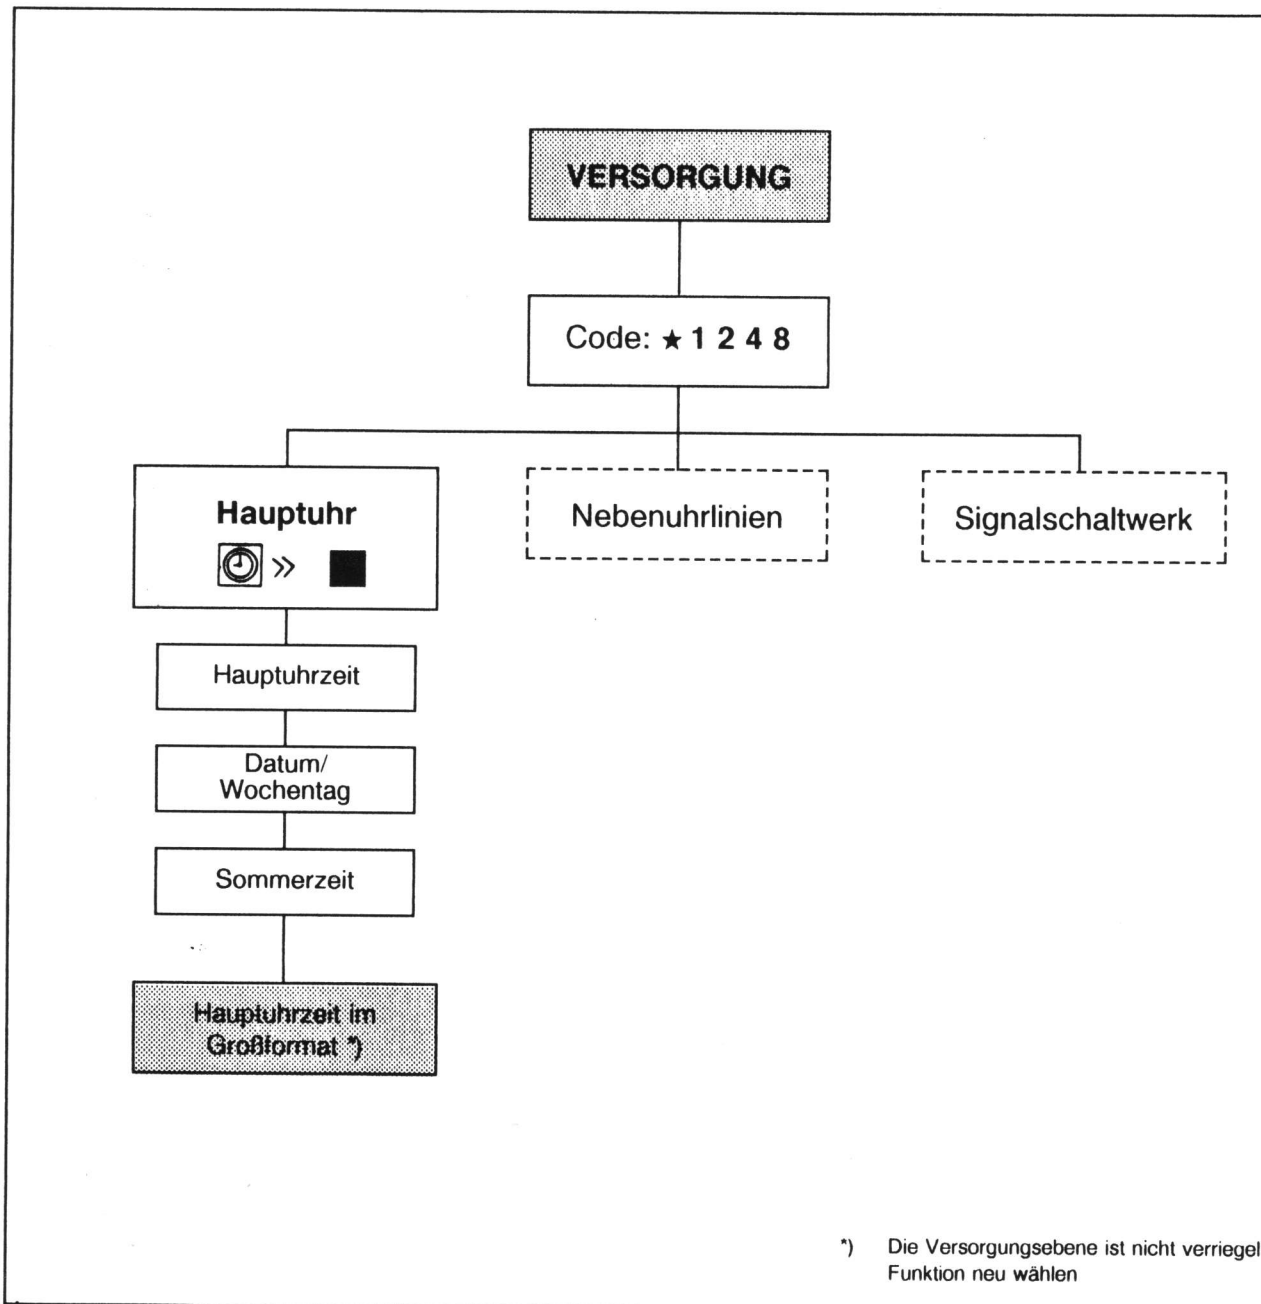 VERSORGUNG
Code: ★ 1 2 4 8
Hauptuhr
»
Nebenuhrlinien
Signalschaltwerk
Hauptuhrzeit
Datum/
Wochentag
Sommerzeit
Hauptuhrzeit im
Großformat *)
*) Die Versorgungsebene ist nicht verriegel
Funktion neu wählen